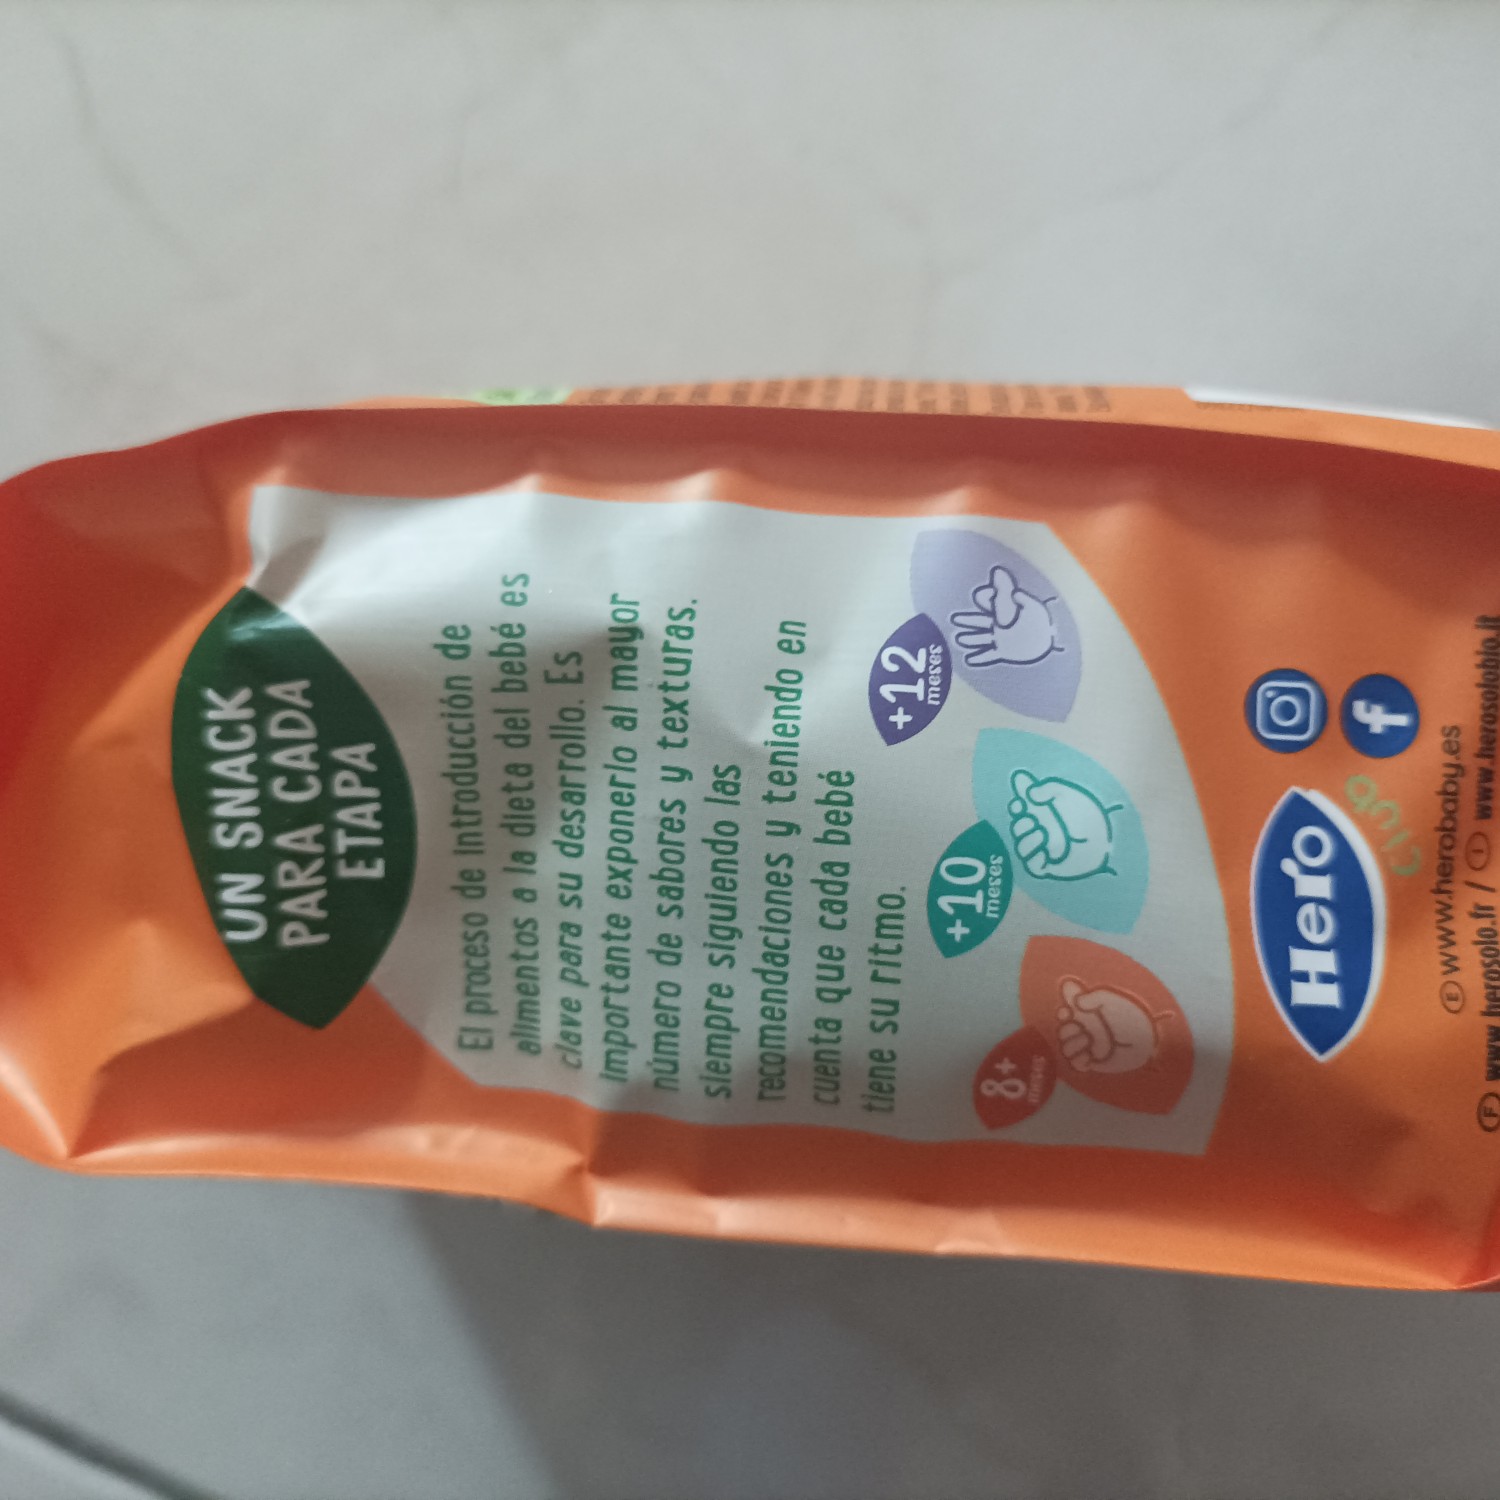 UN SNACK
PARA CADA
ETAPA
El proceso de introducción de
alimentos a la dieta del bebé es
clave para su desarrollo. Es
importante exponerlo al mayor
número de sabores y texturas.
siempre siguiendo las
recomendaciones y teniendo en
cuenta que cada bebé
tiene su ritmo.
8+
meses
+10
meses
+12
meses
Hero
Club
E www.herobaby.es
F www.herosolo.fr / I www.herosolobio.it